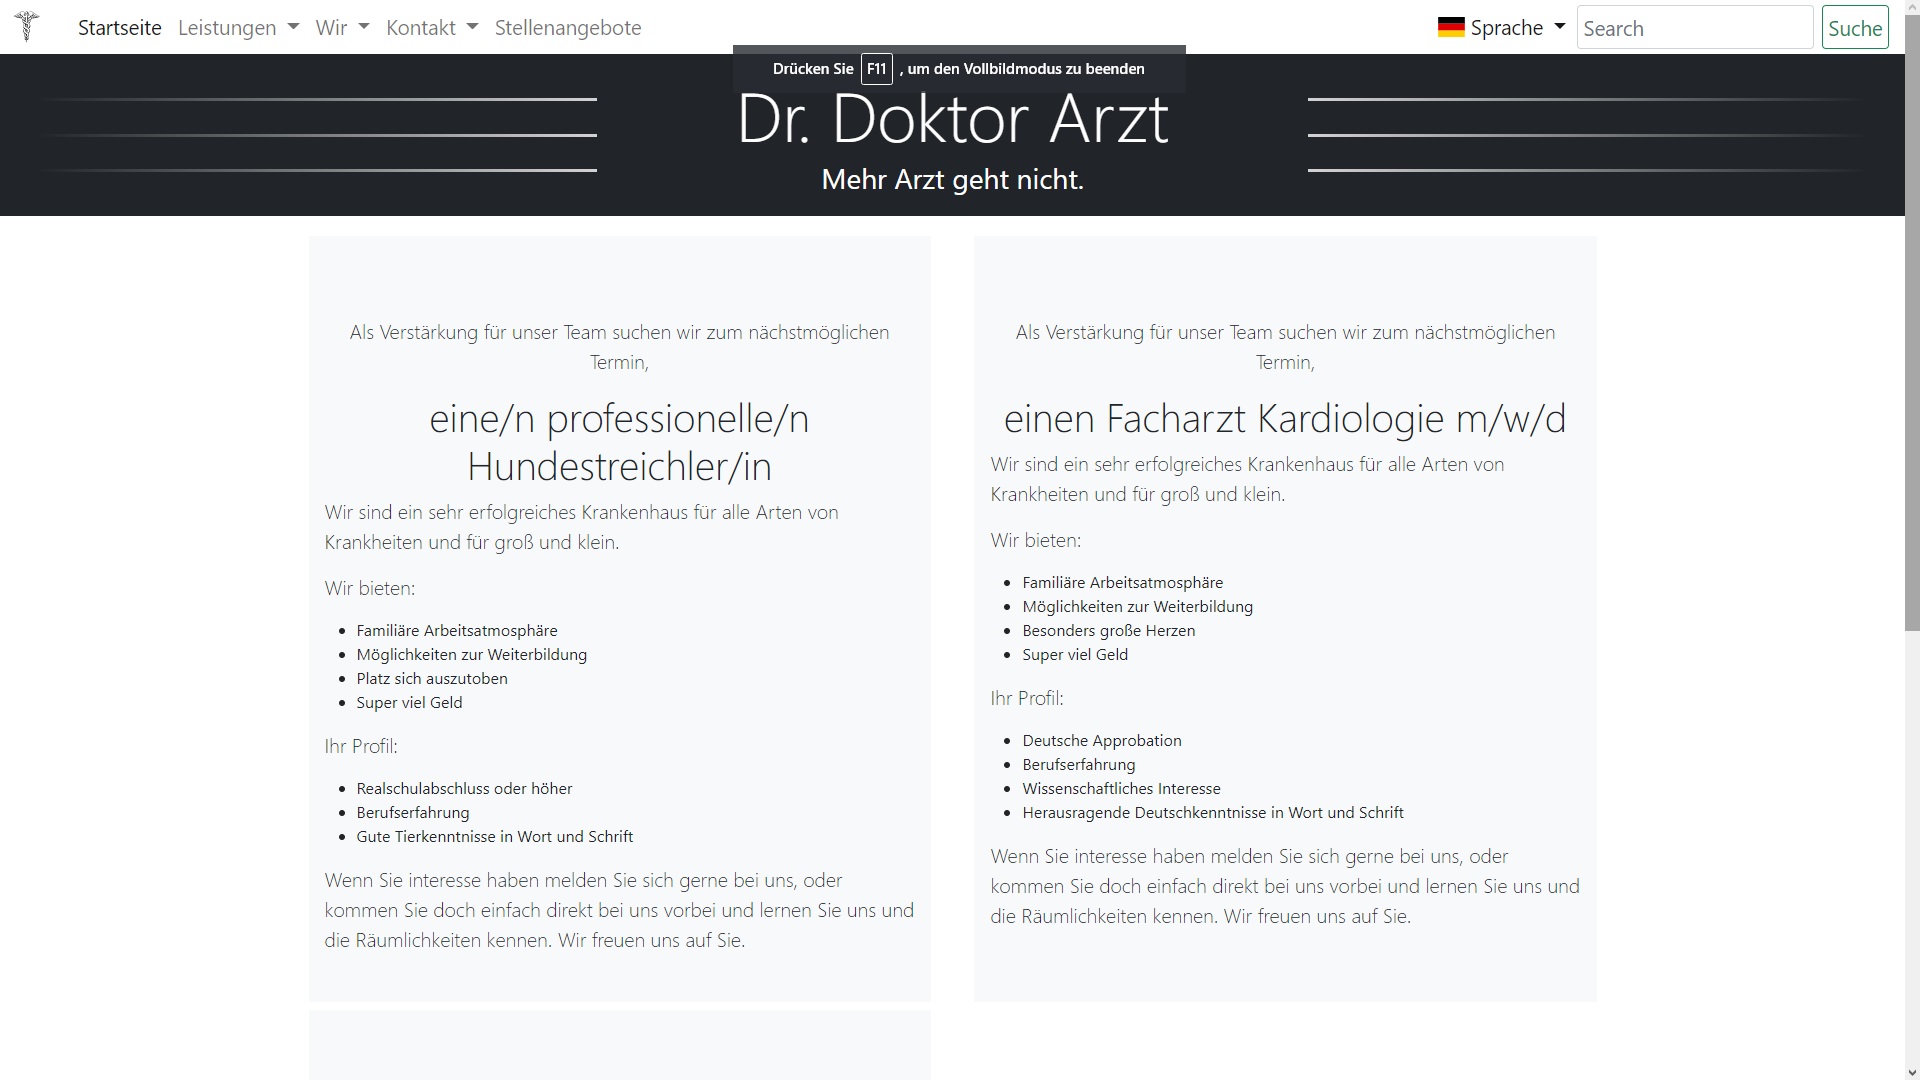 Startseite Leistungen Wir Kontakt Stellenangebote Sprache Search Suche
Drücken Sie F11 , um den Vollbildmodus zu beenden
Dr. Doktor Arzt
Mehr Arzt geht nicht.
Als Verstärkung für unser Team suchen wir zum nächstmöglichen
Termin,
eine/n professionelle/n
Hundestreichler/in
Wir sind ein sehr erfolgreiches Krankenhaus für alle Arten von
Krankheiten und für groß und klein.
Wir bieten:
Familiäre Arbeitsatmosphäre
Möglichkeiten zur Weiterbildung
Platz sich auszutoben
Super viel Geld
Ihr Profil:
Realschulabschluss oder höher
Berufserfahrung
Gute Tierkenntnisse in Wort und Schrift
Wenn Sie interesse haben melden Sie sich gerne bei uns, oder
kommen Sie doch einfach direkt bei uns vorbei und lernen Sie uns und
die Räumlichkeiten kennen. Wir freuen uns auf Sie.
Als Verstärkung für unser Team suchen wir zum nächstmöglichen
Termin,
einen Facharzt Kardiologie m/w/d
Wir sind ein sehr erfolgreiches Krankenhaus für alle Arten von
Krankheiten und für groß und klein.
Wir bieten:
Familiäre Arbeitsatmosphäre
Möglichkeiten zur Weiterbildung
Besonders große Herzen
Super viel Geld
Ihr Profil:
Deutsche Approbation
Berufserfahrung
Wissenschaftliches Interesse
Herausragende Deutschkenntnisse in Wort und Schrift
Wenn Sie interesse haben melden Sie sich gerne bei uns, oder
kommen Sie doch einfach direkt bei uns vorbei und lernen Sie uns und
die Räumlichkeiten kennen. Wir freuen uns auf Sie.